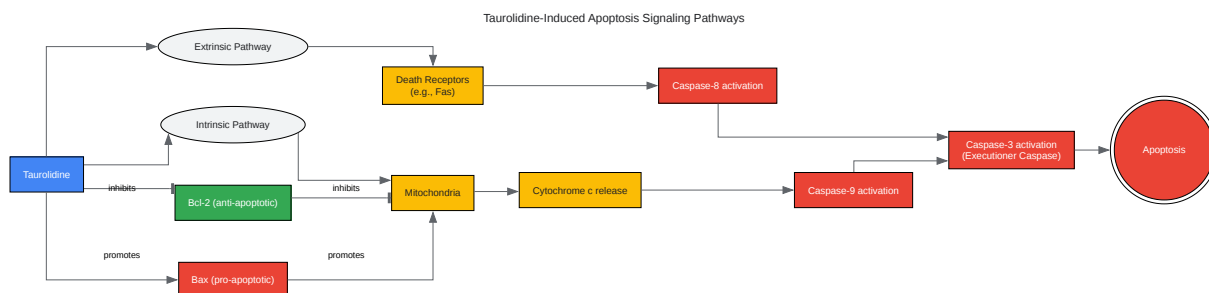 Taurolidine-Induced Apoptosis Signaling Pathways
Extrinsic Pathway
Death Receptors
(e.g., Fas)
Caspase-8 activation
Intrinsic Pathway
Caspase-3 activation
(Executioner Caspase)
Apoptosis
Taurolidine
inhibits
Bcl-2 (anti-apoptotic)
inhibits
Mitochondria
Cytochrome c release
Caspase-9 activation
promotes
Bax (pro-apoptotic)
promotes